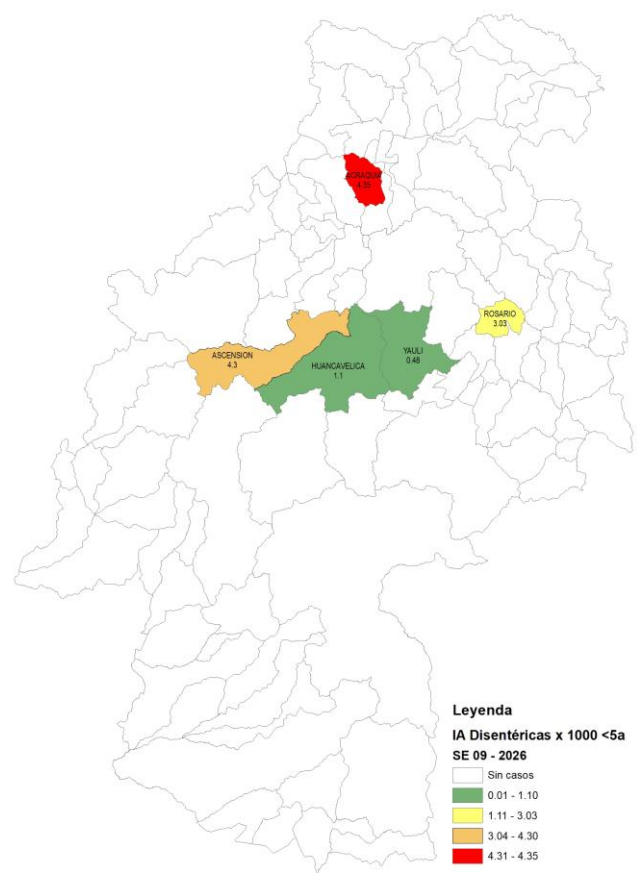 ACRAQUIA
4.35
ROSARIO
3.03
ASCENSION
4.3
HUANCAVELICA
1.1
YAULI
0.48
Leyenda
IA Disentéricas x 1000 <5a
SE 09 - 2026
Sin casos
0.01 - 1.10
1.11 - 3.03
3.04 - 4.30
4.31 - 4.35